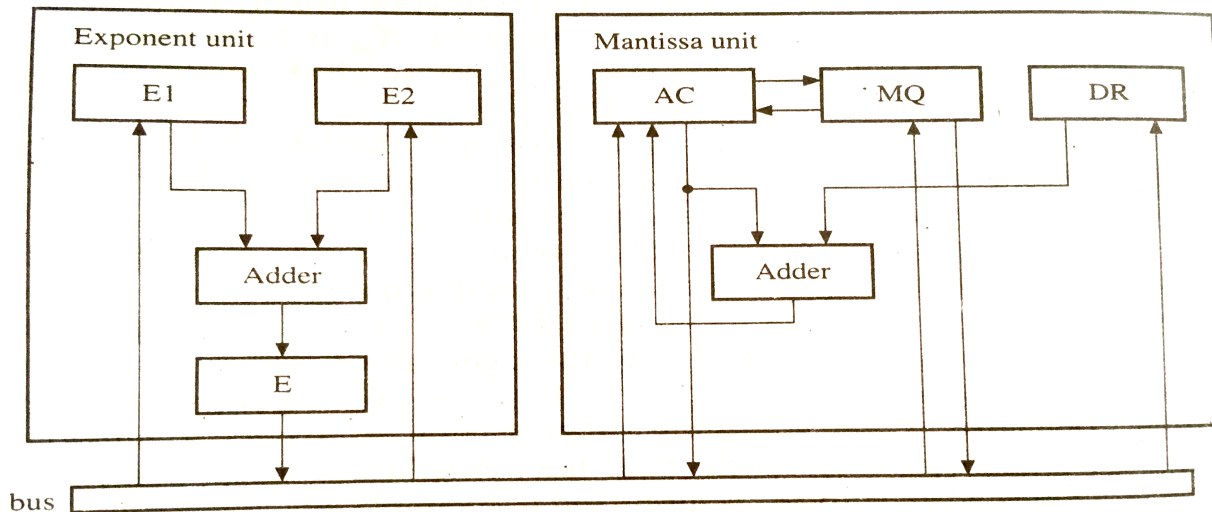 Exponent unit
E1
E2
Adder
E
Mantissa unit
AC
MQ
DR
Adder
bus